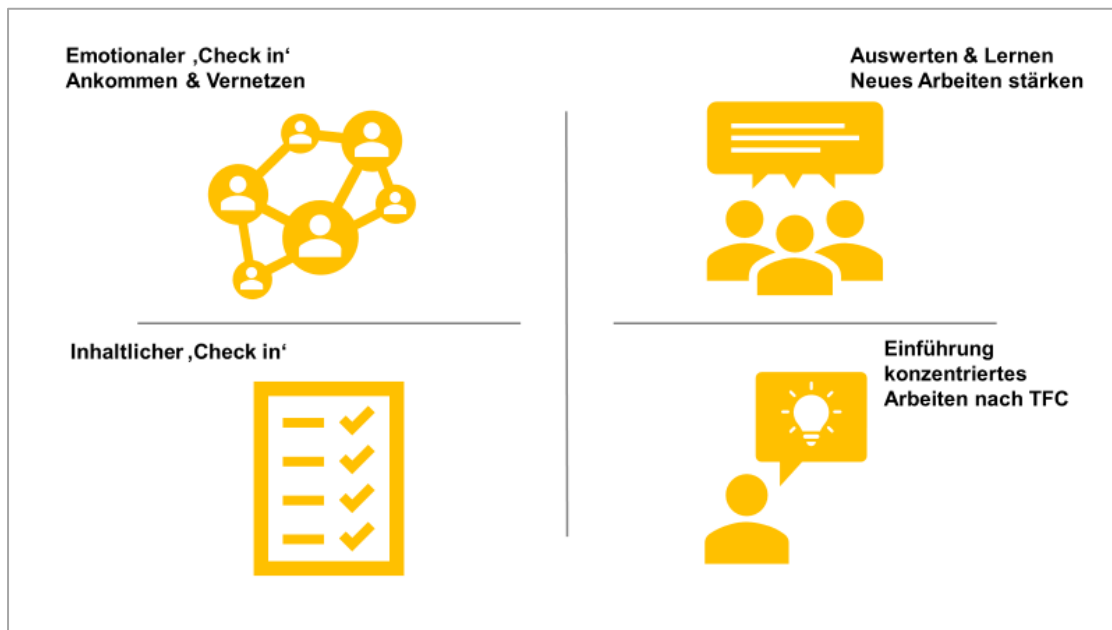 Emotionaler ‚Check in‘
Ankommen & Vernetzen
Auswerten & Lernen
Neues Arbeiten stärken
Inhaltlicher ‚Check in‘
Einführung
konzentriertes
Arbeiten nach TFC